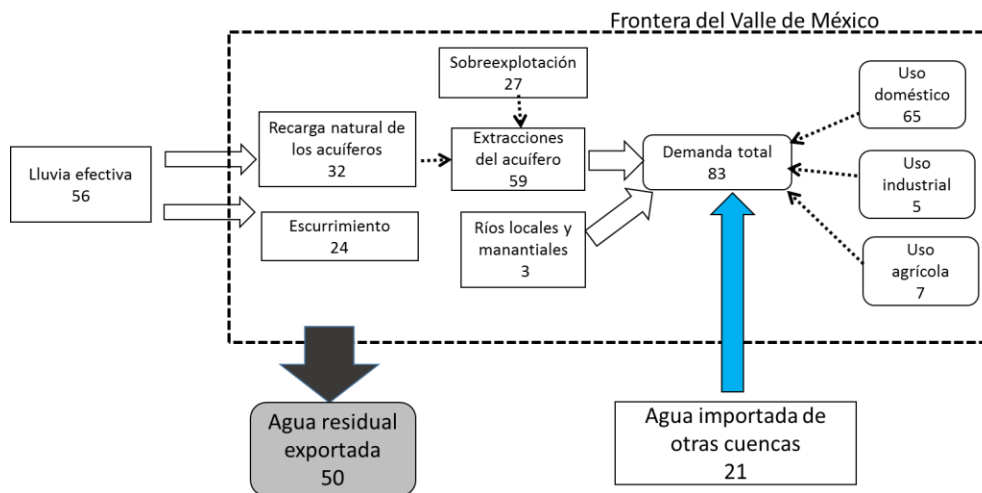 Frontera del Valle de México
Lluvia efectiva
56
Recarga natural de
los acuíferos
32
Escurrimiento
24
Sobreexplotación
27
Extracciones
del acuífero
59
Ríos locales y
manantiales
3
Demanda total
83
Uso
doméstico
65
Uso
industrial
5
Uso
agrícola
7
Agua residual
exportada
50
Agua importada de
otras cuencas
21